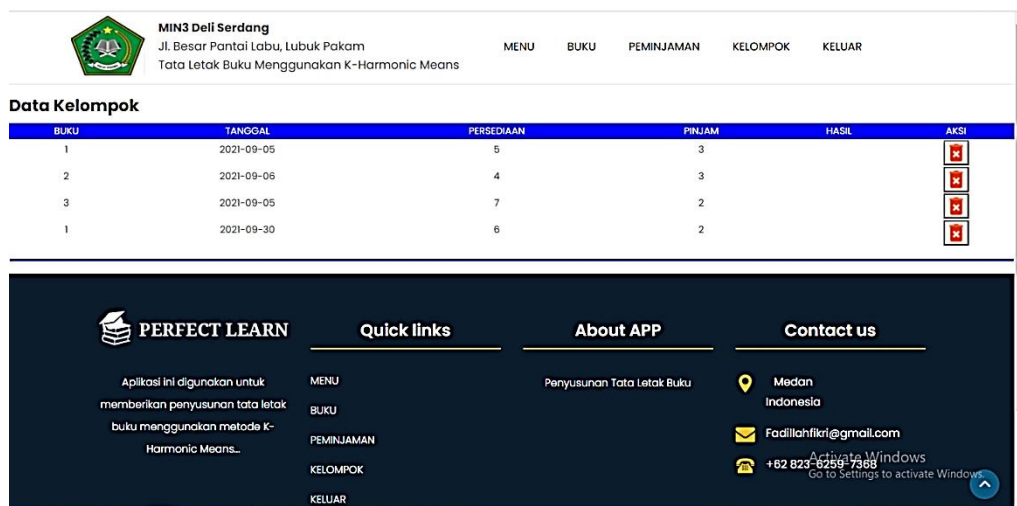 MIN3 Deli Serdang
Jl. Besar Pantai Labu, Lubuk Pakam
Tata Letak Buku Menggunakan K-Harmonic Means
MENU BUKU PEMINJAMAN KELOMPOK KELUAR
Data Kelompok
BUKU TANGGAL PERSEDIAAN PINJAM HASIL AKSI
1 2021-09-05 5 3
2 2021-09-06 4 3
3 2021-09-05 7 2
1 2021-09-30 6 2
PERFECT LEARN
Aplikasi ini digunakan untuk
memberikan penyusunan tata letak
buku menggunakan metode K-
Harmonic Means...
Quick links
MENU
BUKU
PEMINJAMAN
KELOMPOK
KELUAR
About APP
Penyusunan Tata Letak Buku
Contact us
Medan
Indonesia
Fadillahfikri@gmail.com
+62 823-6259-7368
Activate Windows
Go to Settings to activate Windows.